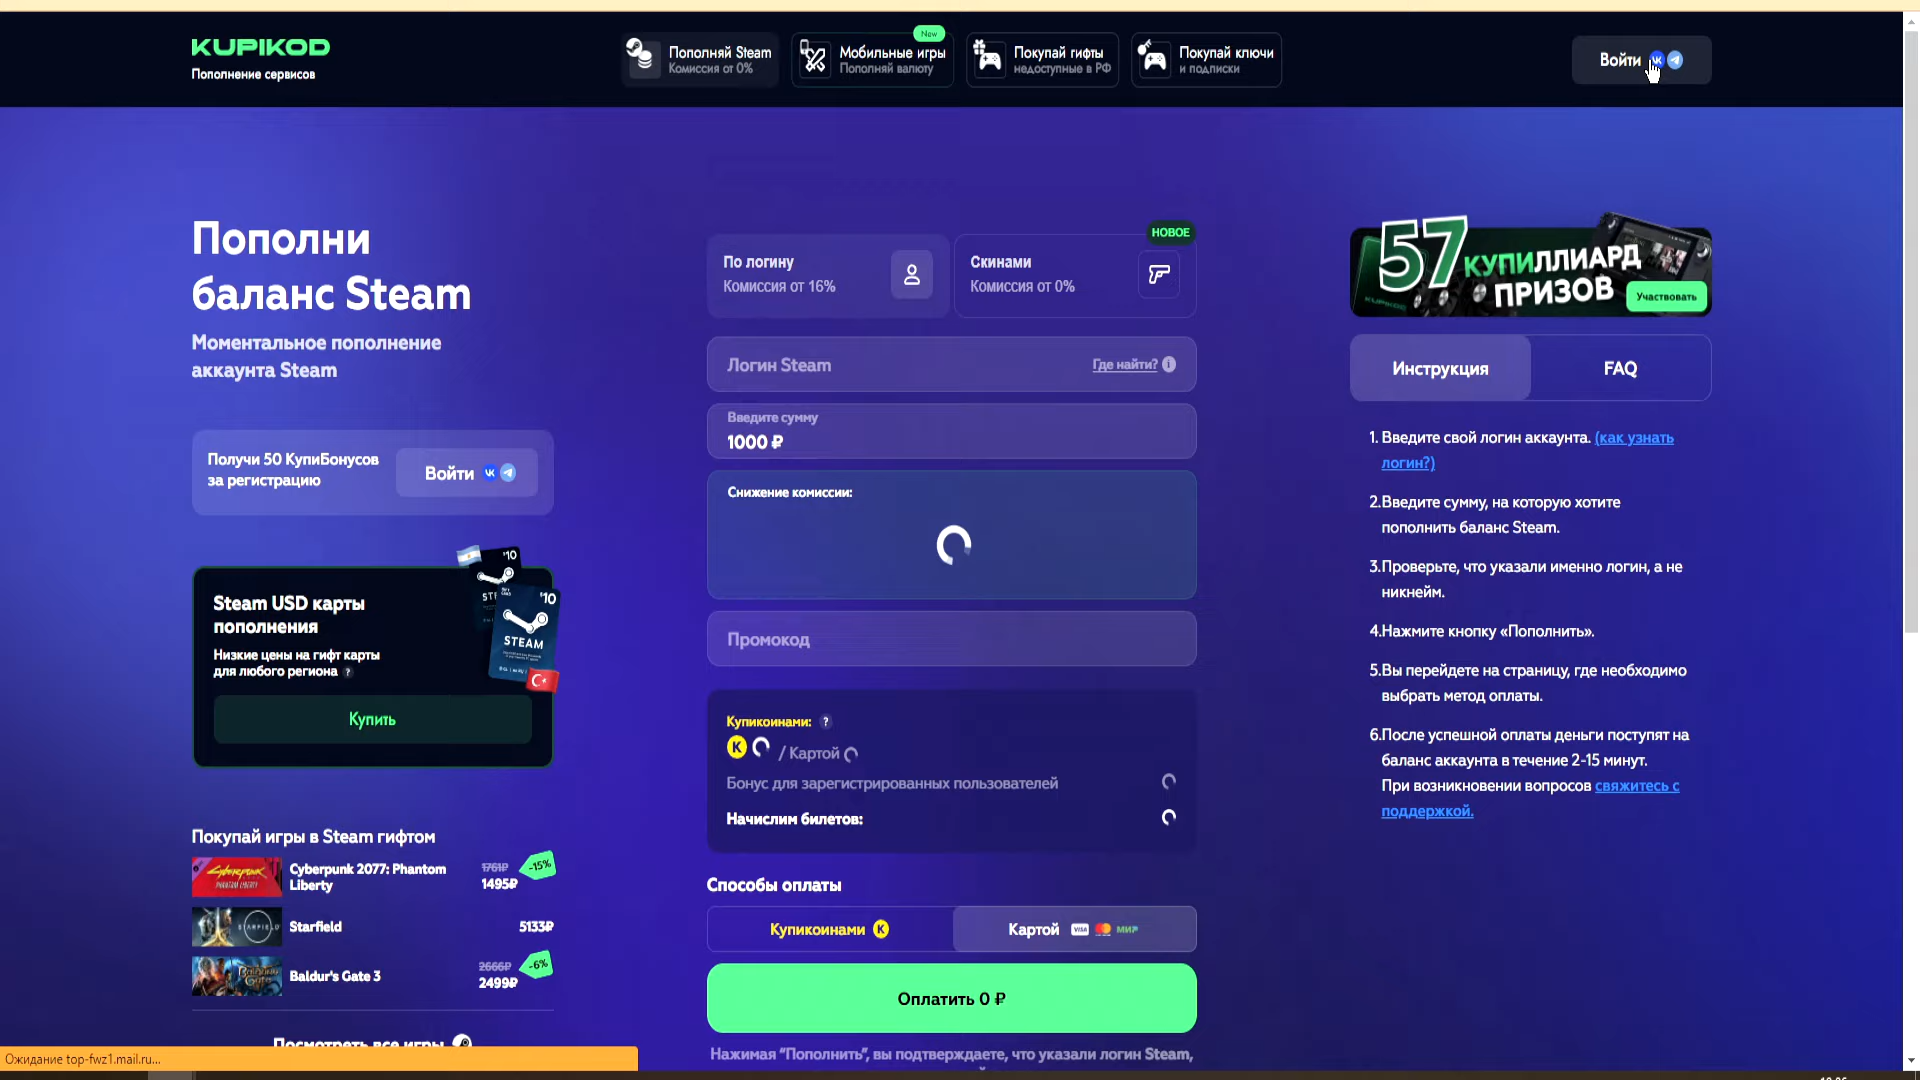 KUPIKOD
Пополнение сервисов
Пополняй Steam
Комиссия от 0%
New
Мобильные игры
Пополняй валюту
Покупай гифты
недоступные в РФ
Покупай ключи
и подписки
Войти
Пополни
баланс Steam
Моментальное пополнение
аккаунта Steam
Получи 50 КупиБонусов
за регистрацию
Войти
Steam USD карты
пополнения
Низкие цены на гифт карты
для любого региона ?
$10
$10
STEAM
Купить
Покупай игры в Steam гифтом
Cyberpunk 2077: Phantom
Liberty
1761₽
-15%
1495₽
Starfield
5133₽
Baldur's Gate 3
2666₽
-6%
2499₽
Посмотреть все игры
По логину
Комиссия от 16%
НОВОЕ
Скинами
Комиссия от 0%
Логин Steam
Где найти?
Введите сумму
1000 ₽
Снижение комиссии:
Промокод
Купикоинами: ?
K / Картой
Бонус для зарегистрированных пользователей
Начислим билетов:
Способы оплаты
Купикоинами K
Картой VISA МИР
Оплатить 0 ₽
Нажимая "Пополнить", вы подтверждаете, что указали логин Steam,
57 КУПИЛЛИАРД
ПРИЗОВ
Участвовать
Инструкция
FAQ
1. Введите свой логин аккаунта. (как узнать
логин?)
2.Введите сумму, на которую хотите
пополнить баланс Steam.
3.Проверьте, что указали именно логин, а не
никнейм.
4.Нажмите кнопку «Пополнить».
5.Вы перейдете на страницу, где необходимо
выбрать метод оплаты.
6.После успешной оплаты деньги поступят на
баланс аккаунта в течение 2-15 минут.
При возникновении вопросов свяжитесь с
поддержкой.
Ожидание top-fwz1.mail.ru...